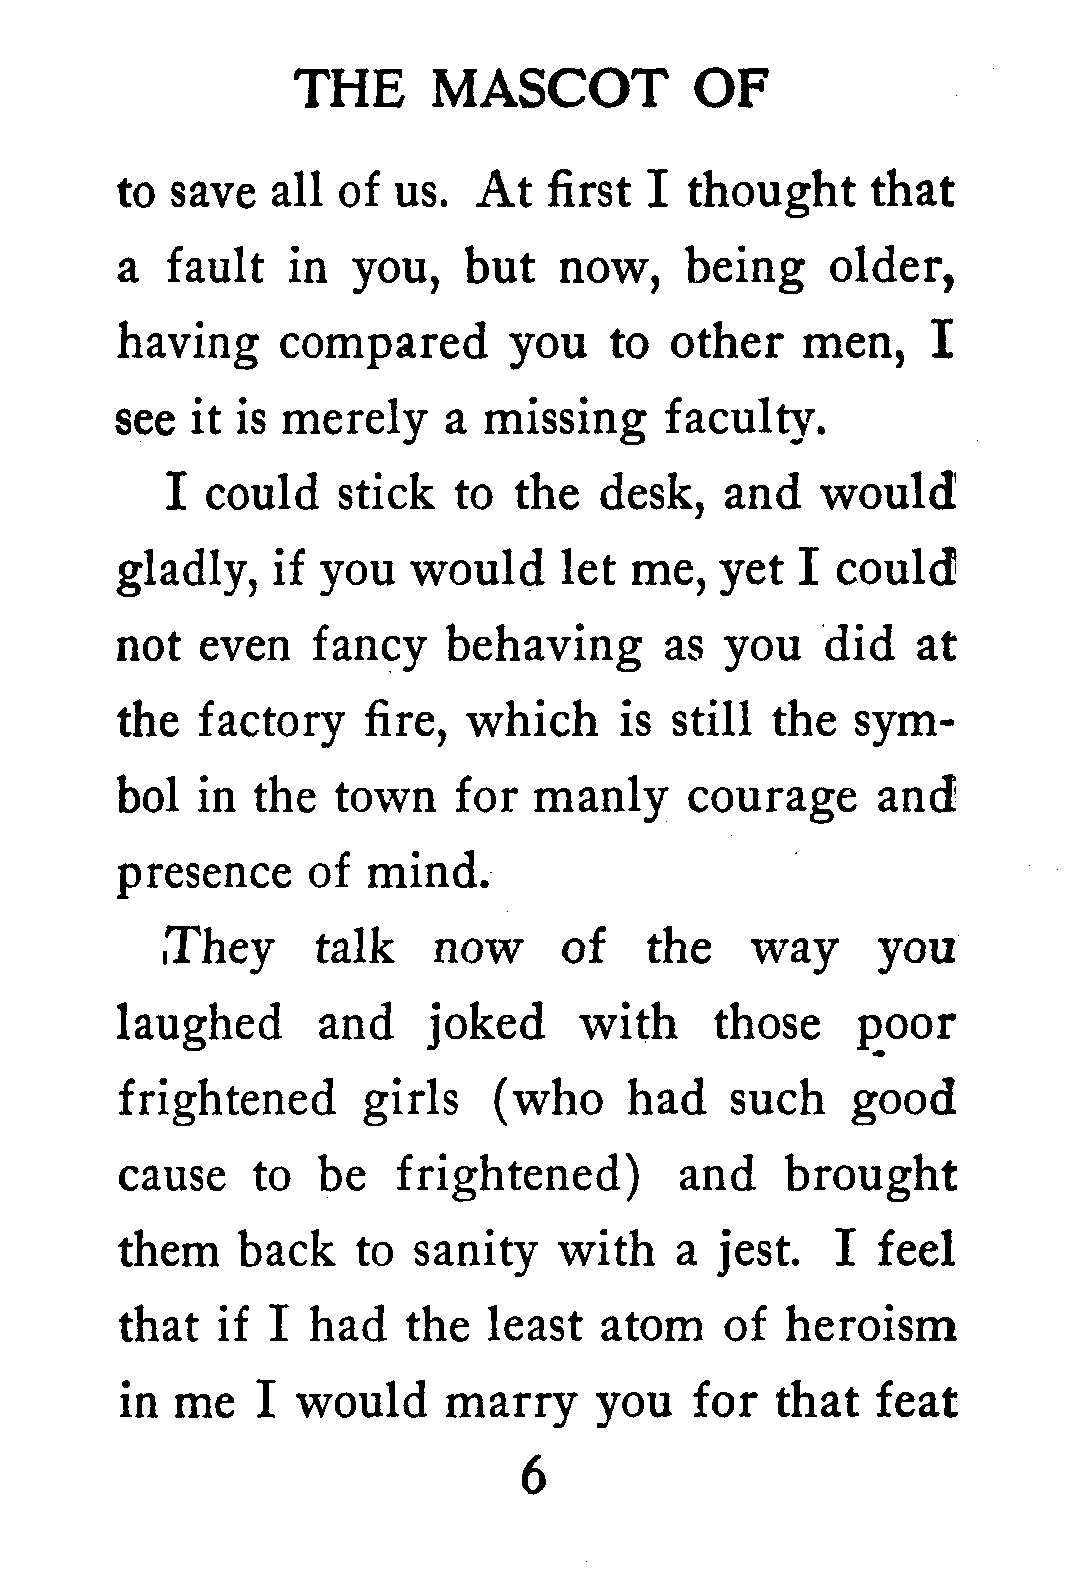 THE MASCOT OF
to save all of us. At first I thought that
a fault in you, but now, being older,
having compared you to other men, I
see it is merely a missing faculty.
I could stick to the desk, and would
gladly, if you would let me, yet I could
not even fancy behaving as you did at
the factory fire, which is still the sym-
bol in the town for manly courage and
presence of mind.
They talk now of the way you
laughed and joked with those poor
frightened girls (who had such good
cause to be frightened) and brought
them back to sanity with a jest. I feel
that if I had the least atom of heroism
in me I would marry you for that feat
6